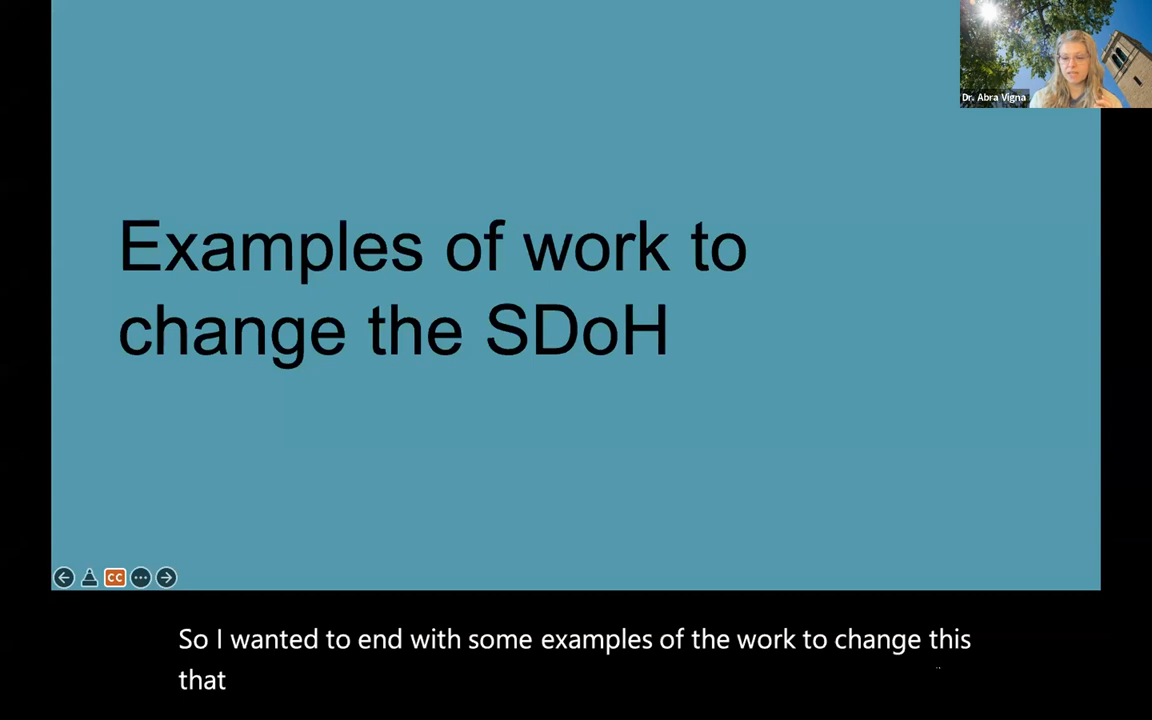 Dr. Abra Vigna
Examples of work to
change the SDoH
CC
So I wanted to end with some examples of the work to change this
that